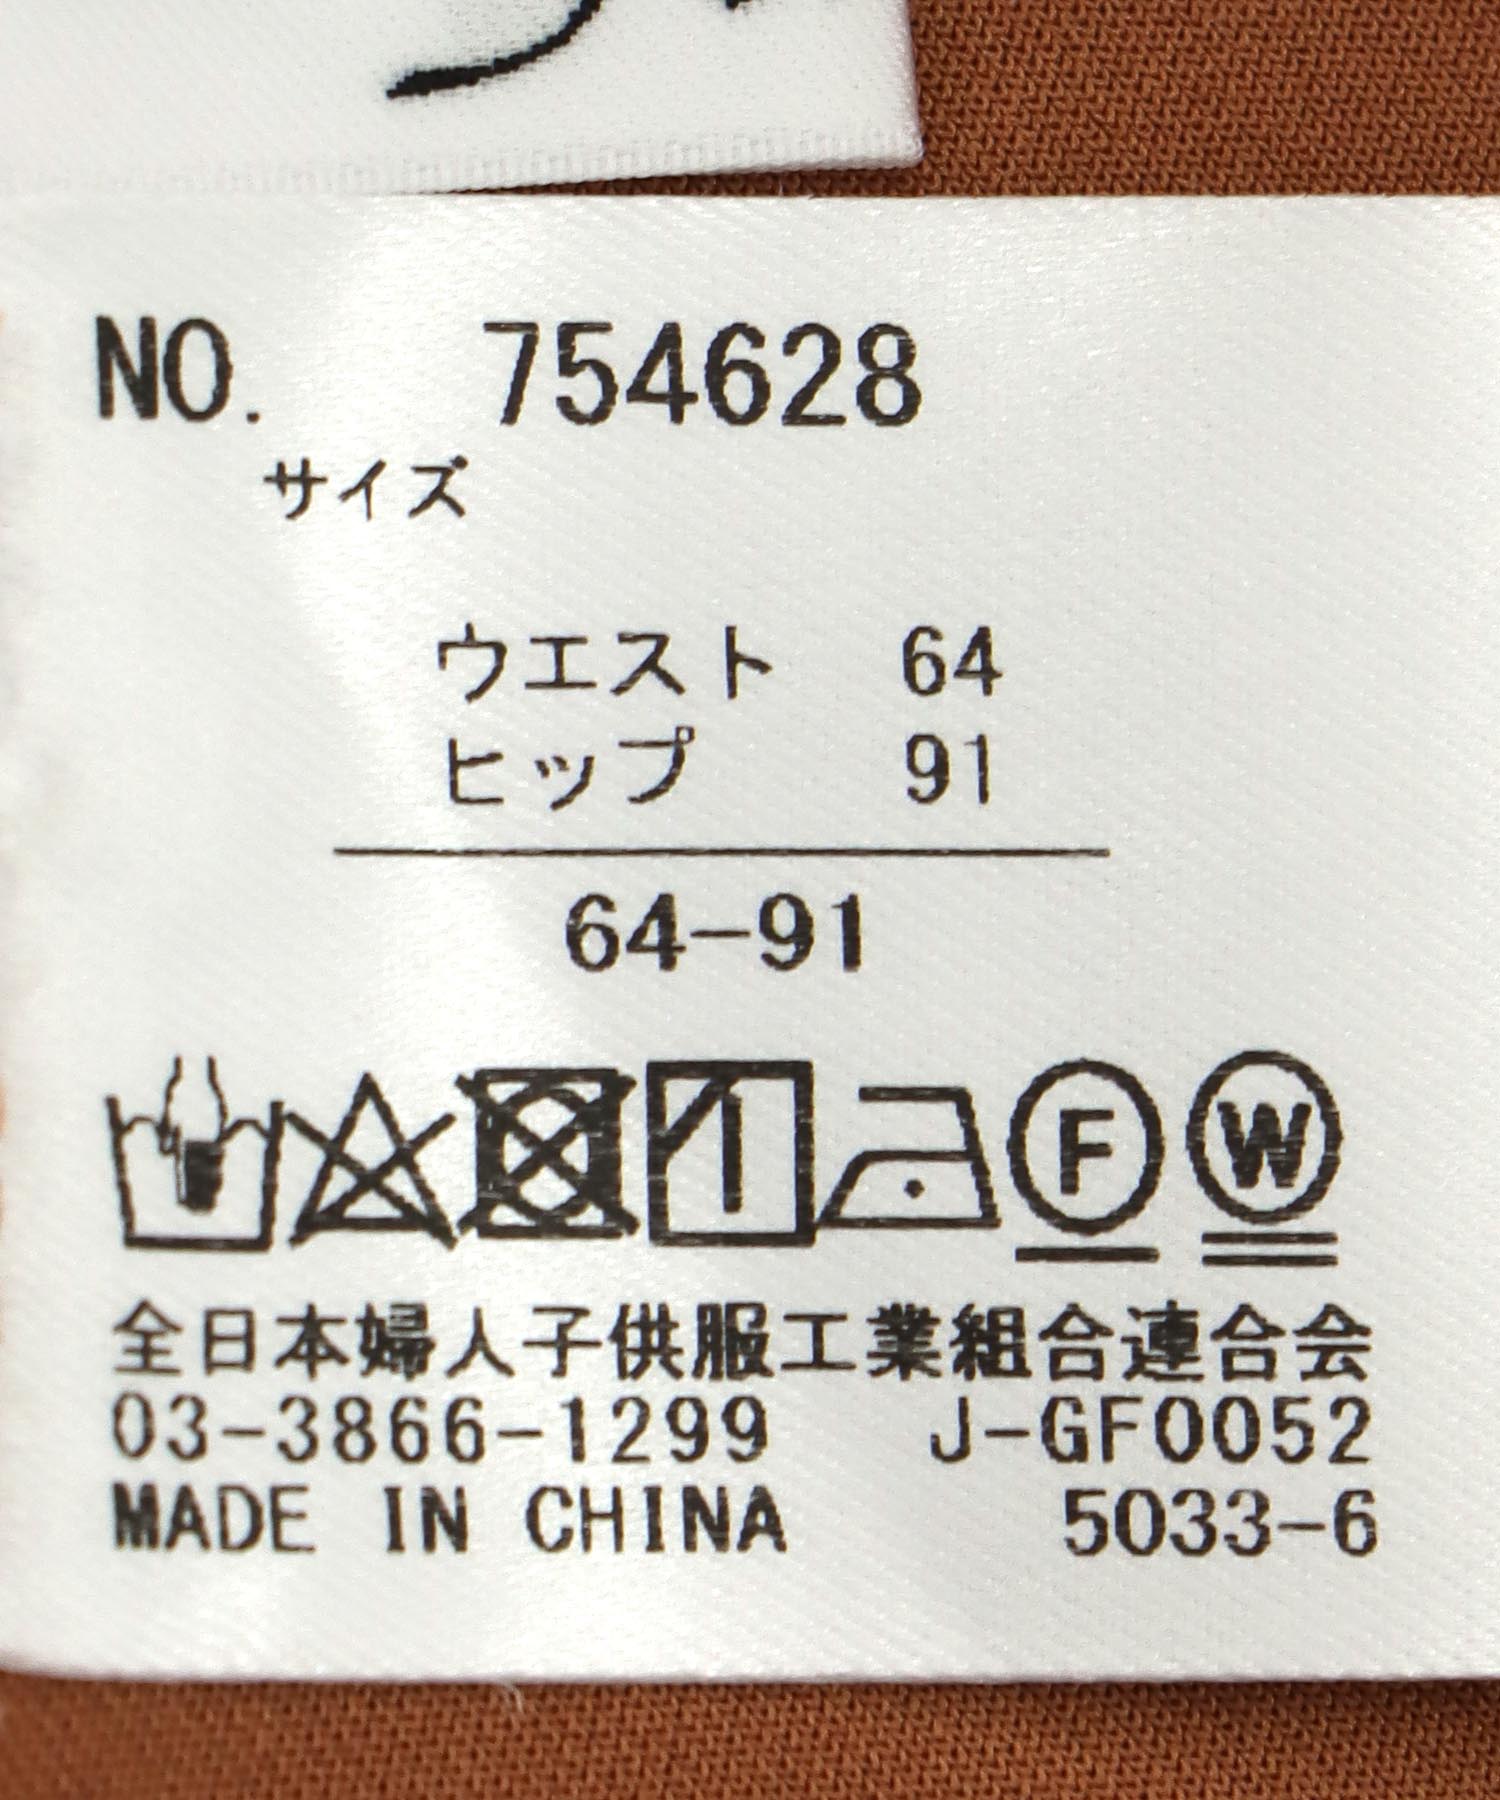 NO. 754628
サイズ
ウエスト 64
ヒップ 91
64-91
F W
全日本婦人子供服工業組合連合会
03-3866-1299 J-GF0052
MADE IN CHINA 5033-6